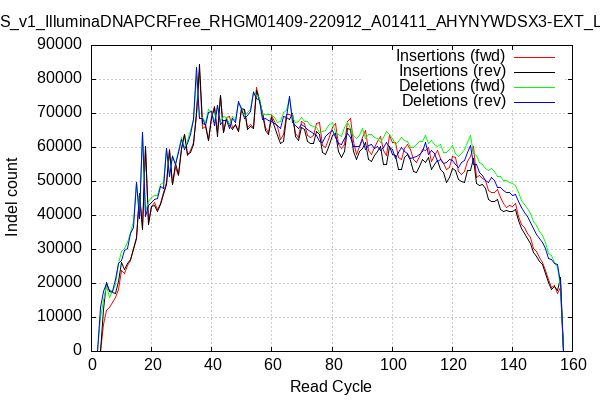 S_v1_IlluminaDNAPCRFree_RHGM01409-220912_A01411_AHYNYWDSX3-EXT_L
Insertions (fwd)
Insertions (rev)
Deletions (fwd)
Deletions (rev)
90000
80000
70000
60000
50000
40000
30000
20000
10000
0
Indel count
0 20 40 60 80 100 120 140 160
Read Cycle